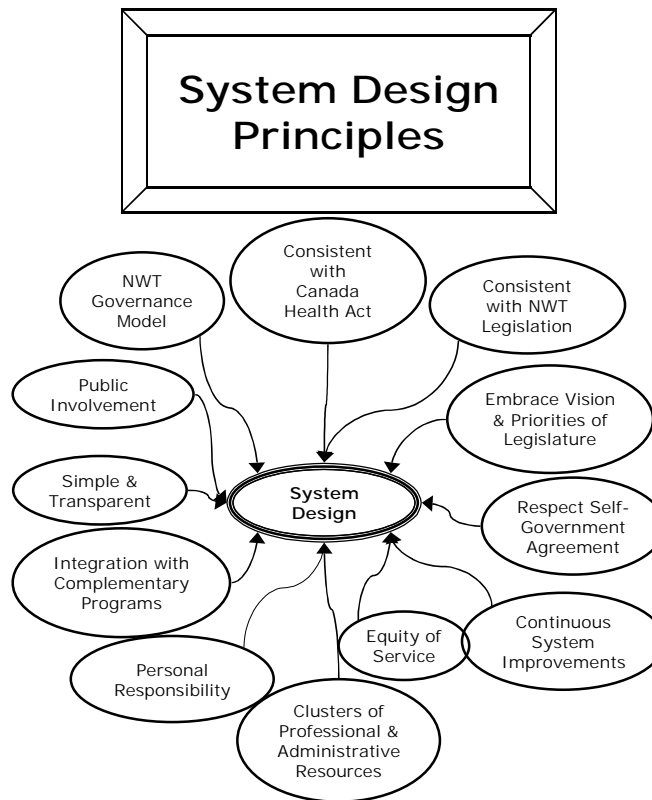 System Design
Principles
Consistent
with
Canada
Health Act
NWT
Governance
Model
Consistent
with NWT
Legislation
Public
Involvement
Embrace Vision
& Priorities of
Legislature
Simple &
Transparent
System
Design
Respect Self-
Government
Agreement
Integration with
Complementary
Programs
Equity of
Service
Continuous
System
Improvements
Personal
Responsibility
Clusters of
Professional &
Administrative
Resources